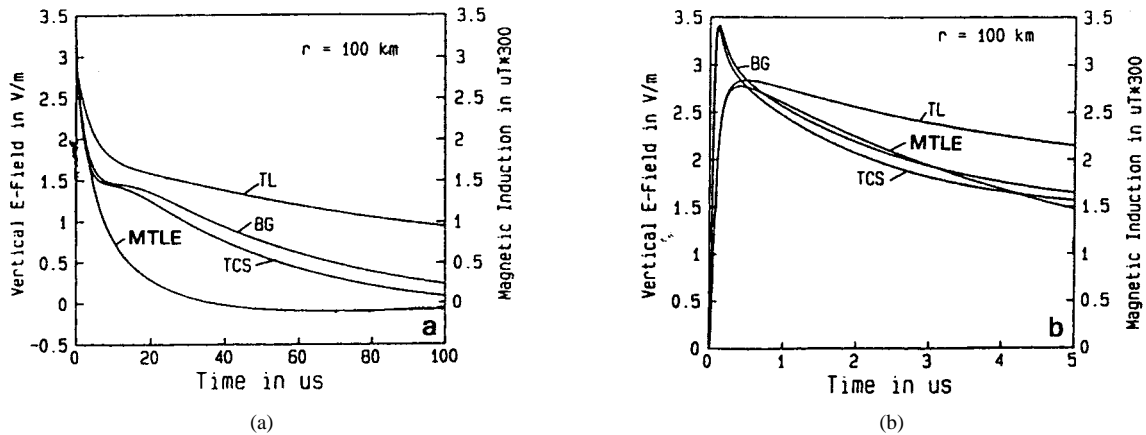 Vertical E-Field in V/m
3.5
3
2.5
2
1.5
1
0.5
0
-0.5
r = 100 km
TL
BG
MTLE
TCS
a
3.5
3
2.5
2
1.5
1
0.5
0
Magnetic Induction in uT*300
0 20 40 60 80 100
Time in us
(a)
Vertical E-Field in V/m
3.5
3
2.5
2
1.5
1
0.5
0
r = 100 km
BG
TL
MTLE
TCS
b
3.5
3
2.5
2
1.5
1
0.5
0
Magnetic Induction in uT*300
0 1 2 3 4 5
Time in us
(b)